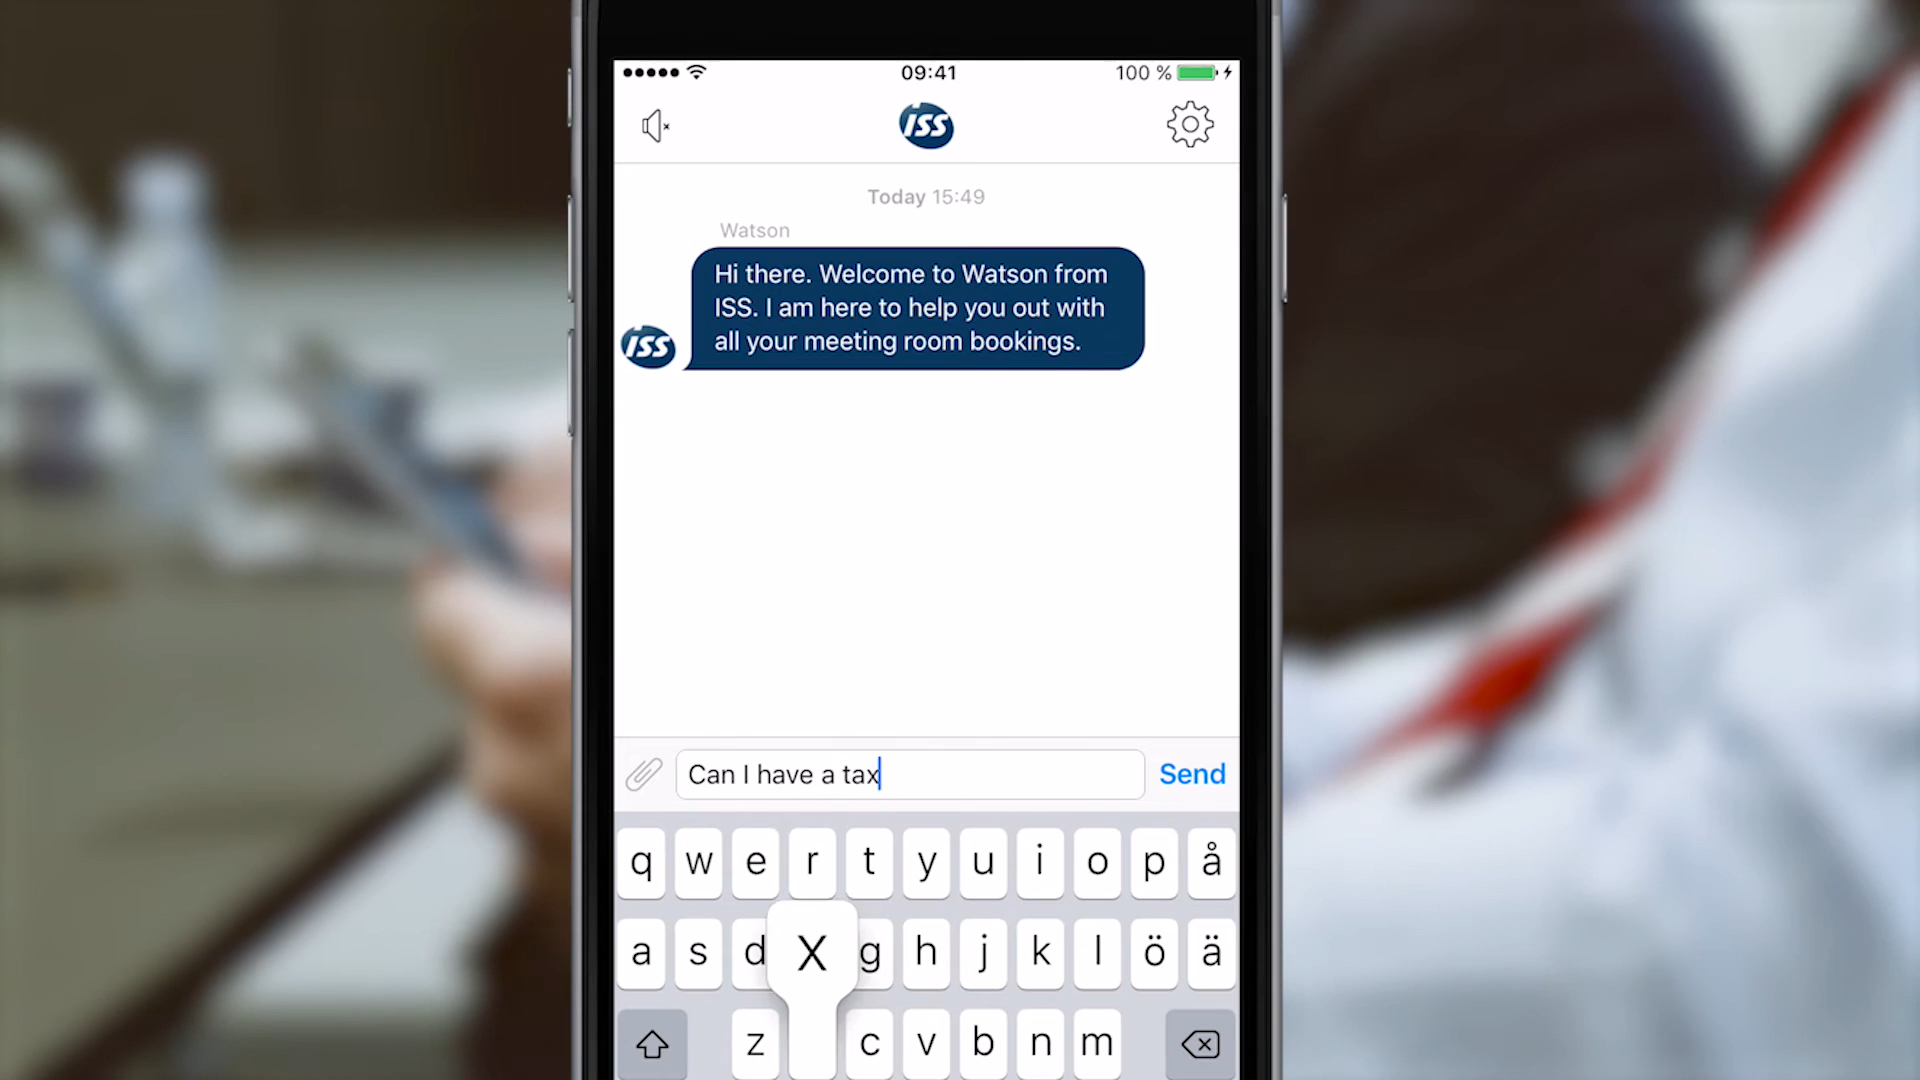 09:41
100 %
ISS
Today 15:49
Watson
Hi there. Welcome to Watson from
ISS. I am here to help you out with
all your meeting room bookings.
ISS
Can I have a tax
Send
q w e r t y u i o p å
a s d X g h j k l ö ä
z c v b n m